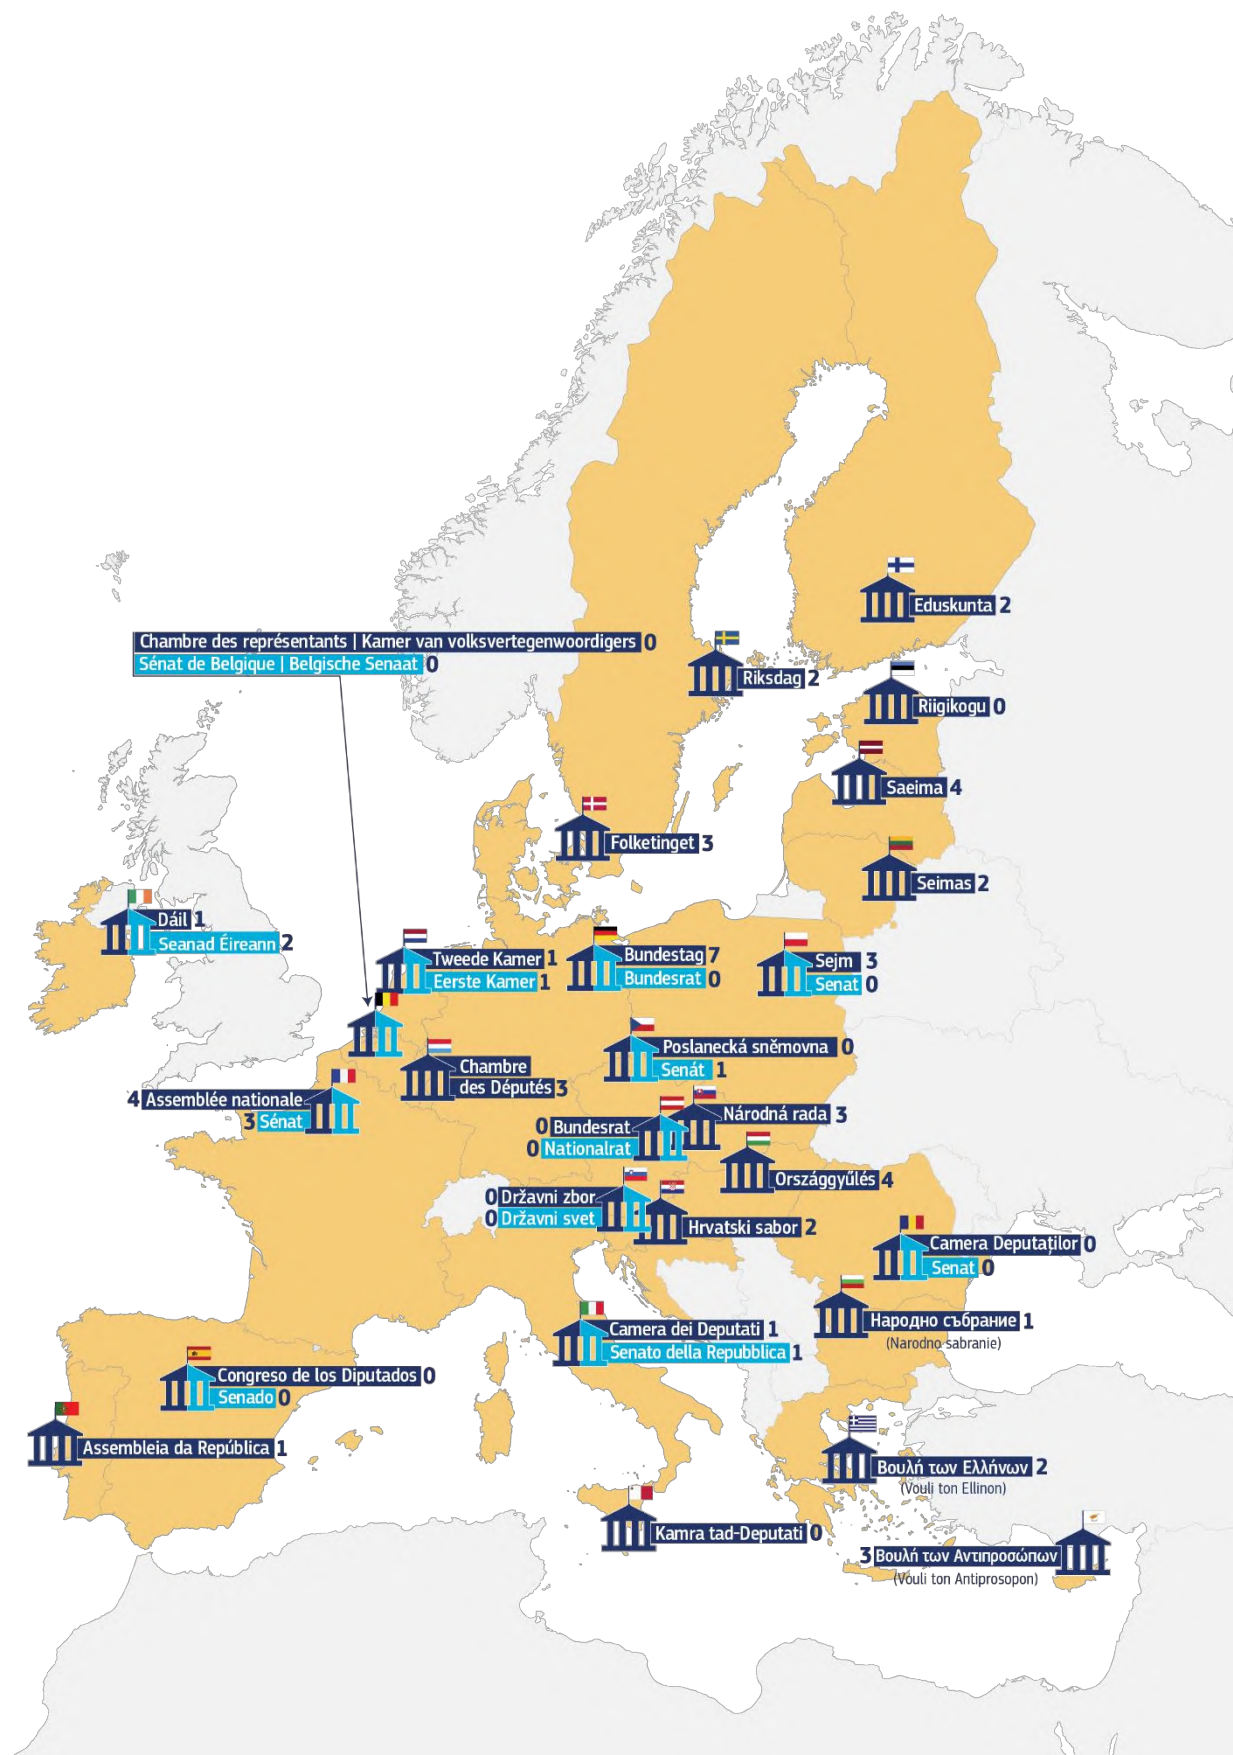 Eduskunta 2
Chambre des représentants | Kamer van volksvertegenwoordigers 0
Sénat de Belgique | Belgische Senaat 0
Riksdag 2
Riigikogu 0
Saeima 4
Folketinget 3
Seimas 2
Dáil 1
Seanad Éireann 2
Tweede Kamer 1
Eerste Kamer 1
Bundestag 7
Bundesrat 0
Sejm 3
Senat 0
Poslanecká sněmovna 0
Senát 1
Chambre
des Députés 3
4 Assemblée nationale
3 Sénat
Národná rada 3
0 Bundesrat
0 Nationalrat
Országgyűlés 4
0 Državni zbor
0 Državni svet
Hrvatski sabor 2
Camera Deputaților 0
Senat 0
Народно събрание 1
(Narodno sabranie)
Camera dei Deputati 1
Senato della Repubblica 1
Congreso de los Diputados 0
Senado 0
Assembleia da República 1
Βουλή των Ελλήνων 2
(Vouli ton Ellinon)
Kamra tad-Deputati 0
3 Βουλή των Αντιπροσώπων
(Vouli ton Antiprosopon)